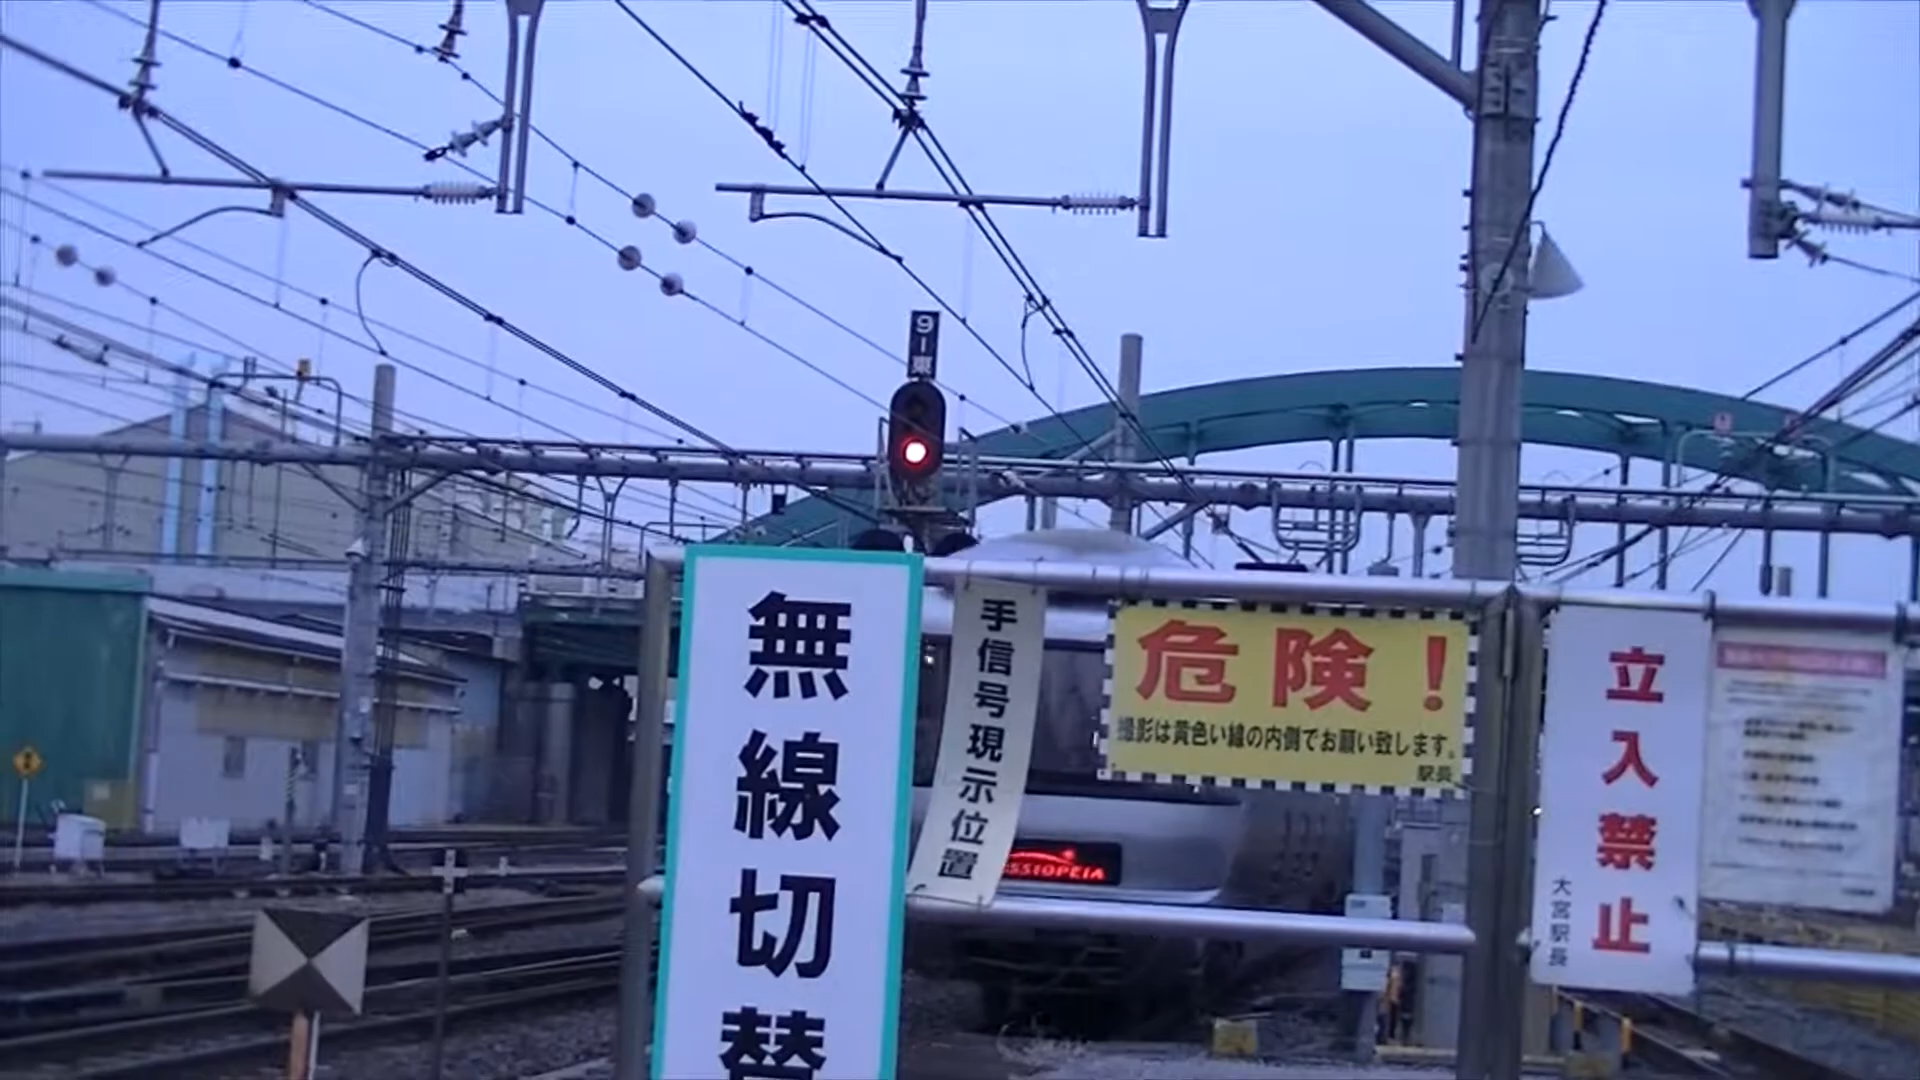 9
東
無線切替
手信号現示位置
危険！
撮影は黄色い線の内側でお願い致します。
駅長
SSIOPEIA
立入禁止
大宮駅長